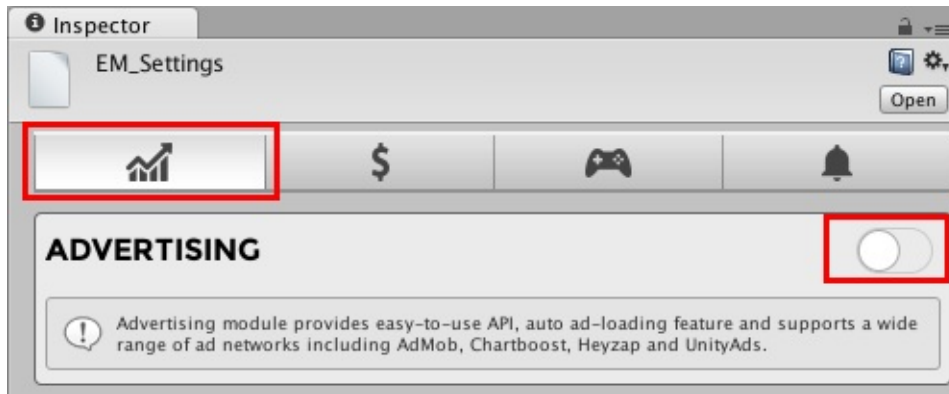 Inspector
EM_Settings
Open
$
ADVERTISING
Advertising module provides easy-to-use API, auto ad-loading feature and supports a wide
range of ad networks including AdMob, Chartboost, Heyzap and UnityAds.